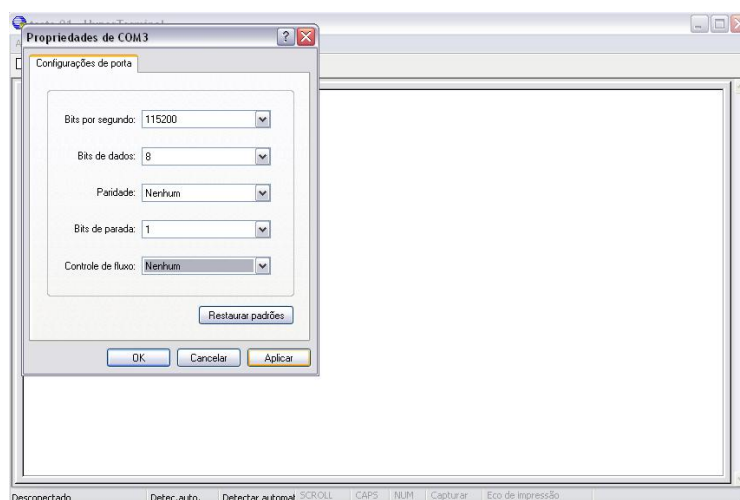 Propriedades de COM3
Configurações de porta
Bits por segundo: 115200
Bits de dados: 8
Paridade: Nenhum
Bits de parada: 1
Controle de fluxo: Nenhum
Restaurar padrões
OK Cancelar Aplicar
Desconectado Detec.auto. Detectar automát SCROLL CAPS NUM Capturar Eco de impressão